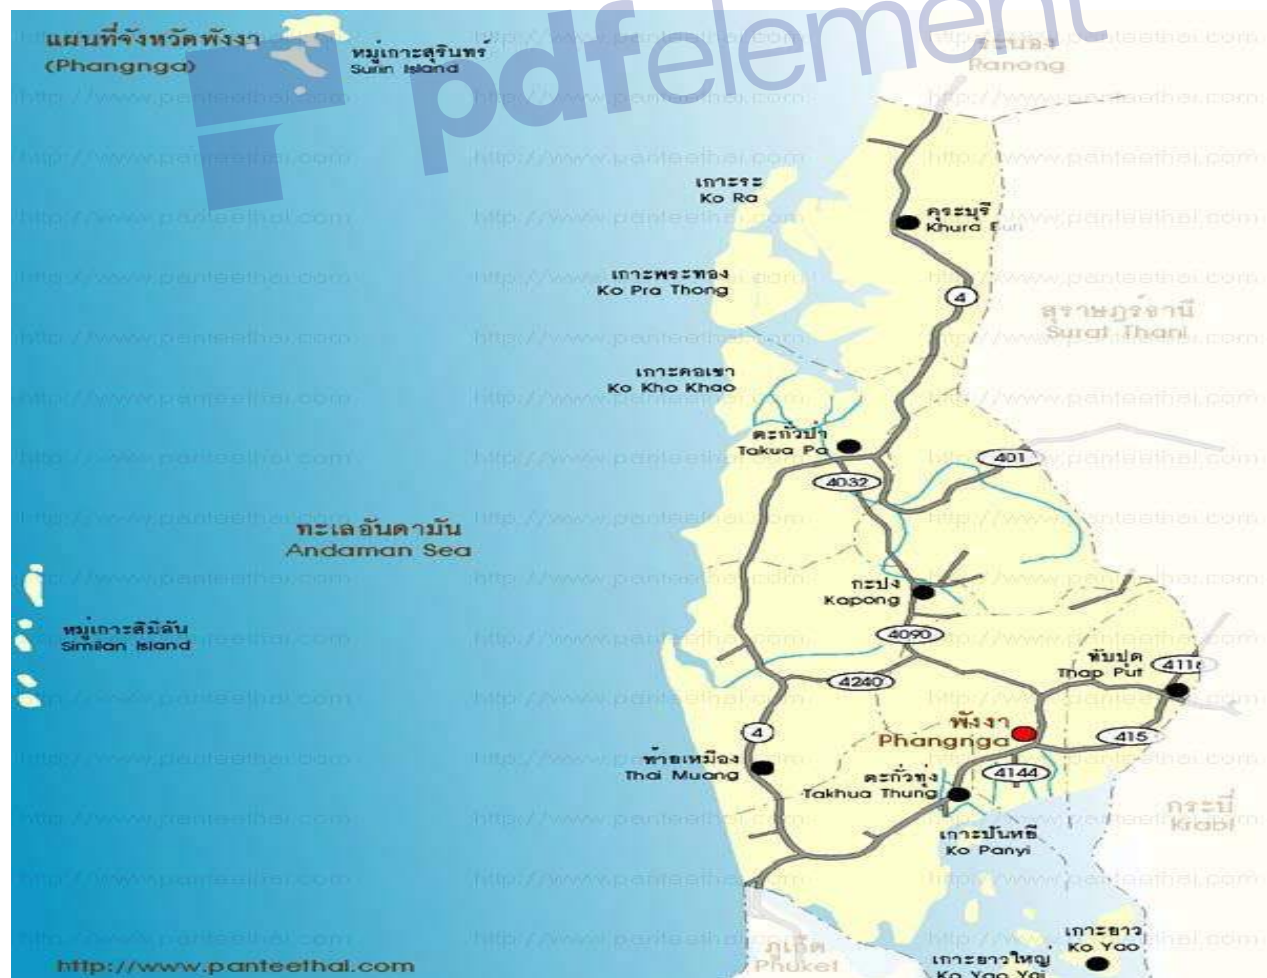 แผนที่จังหวัดพังงา
(Phangnga)
หมู่เกาะสุรินทร์
Surin Island
pdfelement
ระนอง
Ranong
เกาะระ
Ko Ra
คุระบุรี
Khura Buri
เกาะพระทอง
Ko Pra Thong
4
สุราษฎร์ธานี
Surat Thani
เกาะคอเขา
Ko Kho Khao
ตะกั่วป่า
Takua Pa
401
4032
ทะเลอันดามัน
Andaman Sea
กะปง
Kapong
หมู่เกาะสิมิลัน
Similan Island
4090
ทับปุด
Thap Put
4118
4240
พังงา
Phangnga
4
415
ท้ายเหมือง
Thai Muang
4144
ตะกั่วทุ่ง
Takhua Thung
กระบี่
Krabi
เกาะปันหยี
Ko Panyi
เกาะยาว
Ko Yao
ภูเก็ต
Phuket
เกาะยาวใหญ่
Ko Yao Yai
http://www.panteethai.com